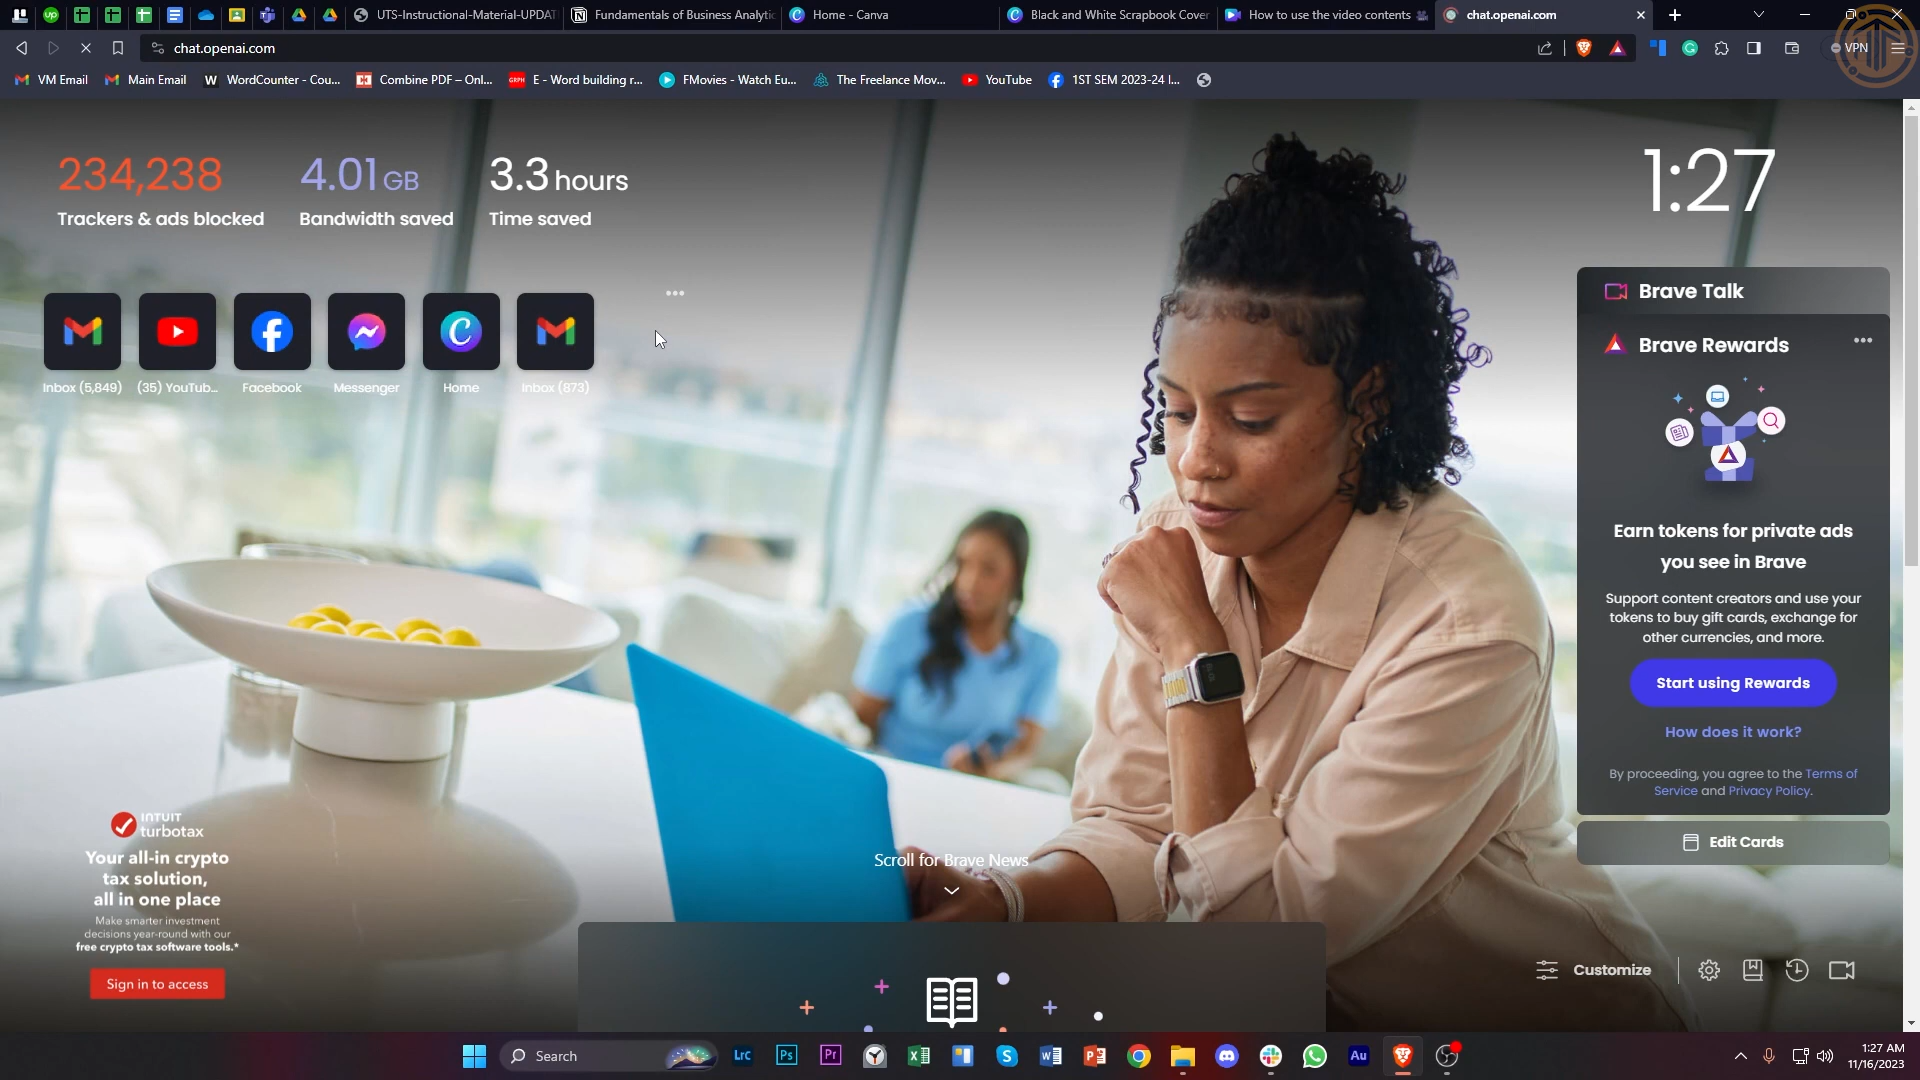 UTS-Instructional-Material-UPDAT
Fundamentals of Business Analytic
Home - Canva
Black and White Scrapbook Cover
How to use the video contents
chat.openai.com
chat.openai.com
VPN
VM Email
Main Email
WordCounter - Cou...
Combine PDF – Onl...
E - Word building r...
FMovies - Watch Eu...
The Freelance Mov...
YouTube
1ST SEM 2023-24 I...
234,238
Trackers & ads blocked
4.01 GB
Bandwidth saved
3.3 hours
Time saved
1:27
Inbox (5,849)
(35) YouTub...
Facebook
Messenger
Home
Inbox (873)
Brave Talk
Brave Rewards
Earn tokens for private ads
you see in Brave
Support content creators and use your
tokens to buy gift cards, exchange for
other currencies, and more.
Start using Rewards
How does it work?
By proceeding, you agree to the Terms of
Service and Privacy Policy.
Edit Cards
INTUIT
turbotax
Your all-in crypto
tax solution,
all in one place
Make smarter investment
decisions year-round with our
free crypto tax software tools.*
Sign in to access
Scroll for Brave News
Customize
Search
Lrc
Ps
Pr
Au
1:27 AM
11/16/2023